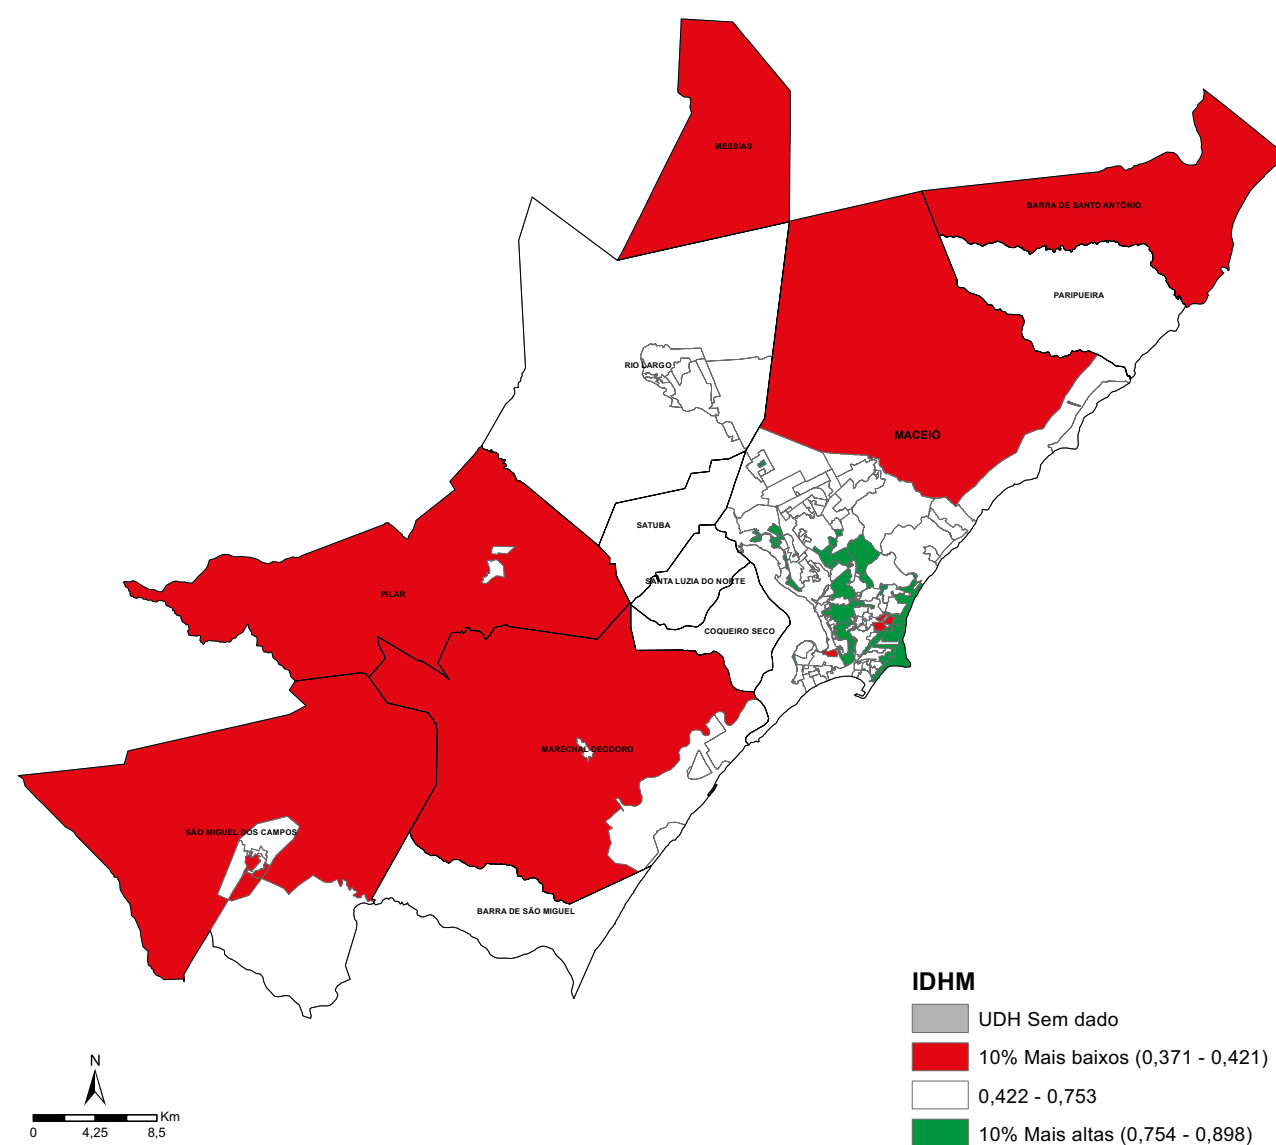 MESSIAS
BARRA DE SANTO ANTÔNIO
PARIPUEIRA
RIO LARGO
MACEIÓ
SATUBA
SANTA LUZIA DO NORTE
PILAR
COQUEIRO SECO
MARECHAL DEODORO
SÃO MIGUEL DOS CAMPOS
BARRA DE SÃO MIGUEL
IDHM
UDH Sem dado
10% Mais baixos (0,371 - 0,421)
0,422 - 0,753
10% Mais altas (0,754 - 0,898)
N
Km
0 4,25 8,5